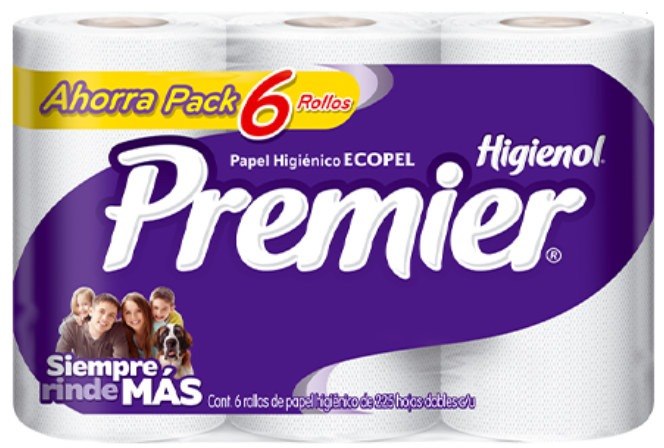 Ahorra Pack 6 Rollos
Higienol
Papel Higiénico ECOPEL
Premier®
Siempre
rinde MÁS
Cont. 6 rollos de papel higiénico de 225 hojas dobles c/u